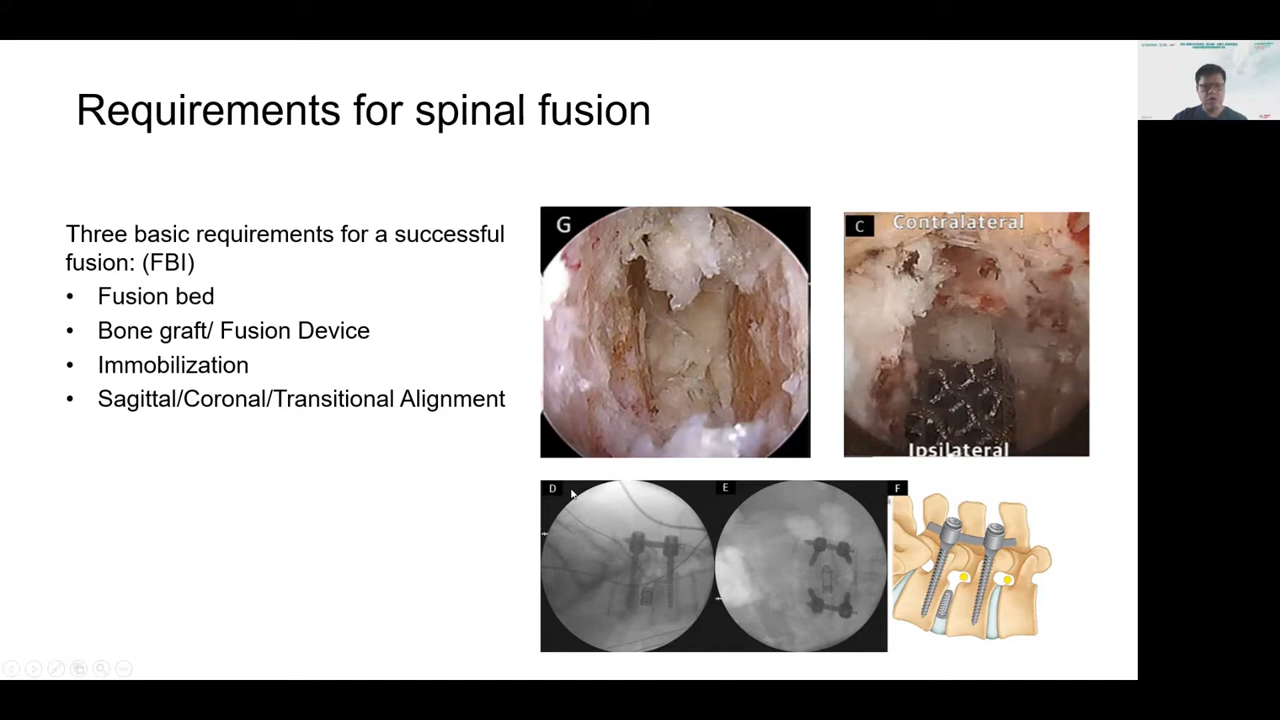 Requirements for spinal fusion
Three basic requirements for a successful
fusion: (FBI)
• Fusion bed
• Bone graft/ Fusion Device
• Immobilization
• Sagittal/Coronal/Transitional Alignment
G
C
Contralateral
Ipsilateral
D
E
F